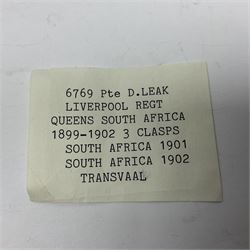 6769 Pte D.LEAK
LIVERPOOL REGT
QUEENS SOUTH AFRICA
1899-1902 3 CLASPS
SOUTH AFRICA 1901
SOUTH AFRICA 1902
TRANSVAAL